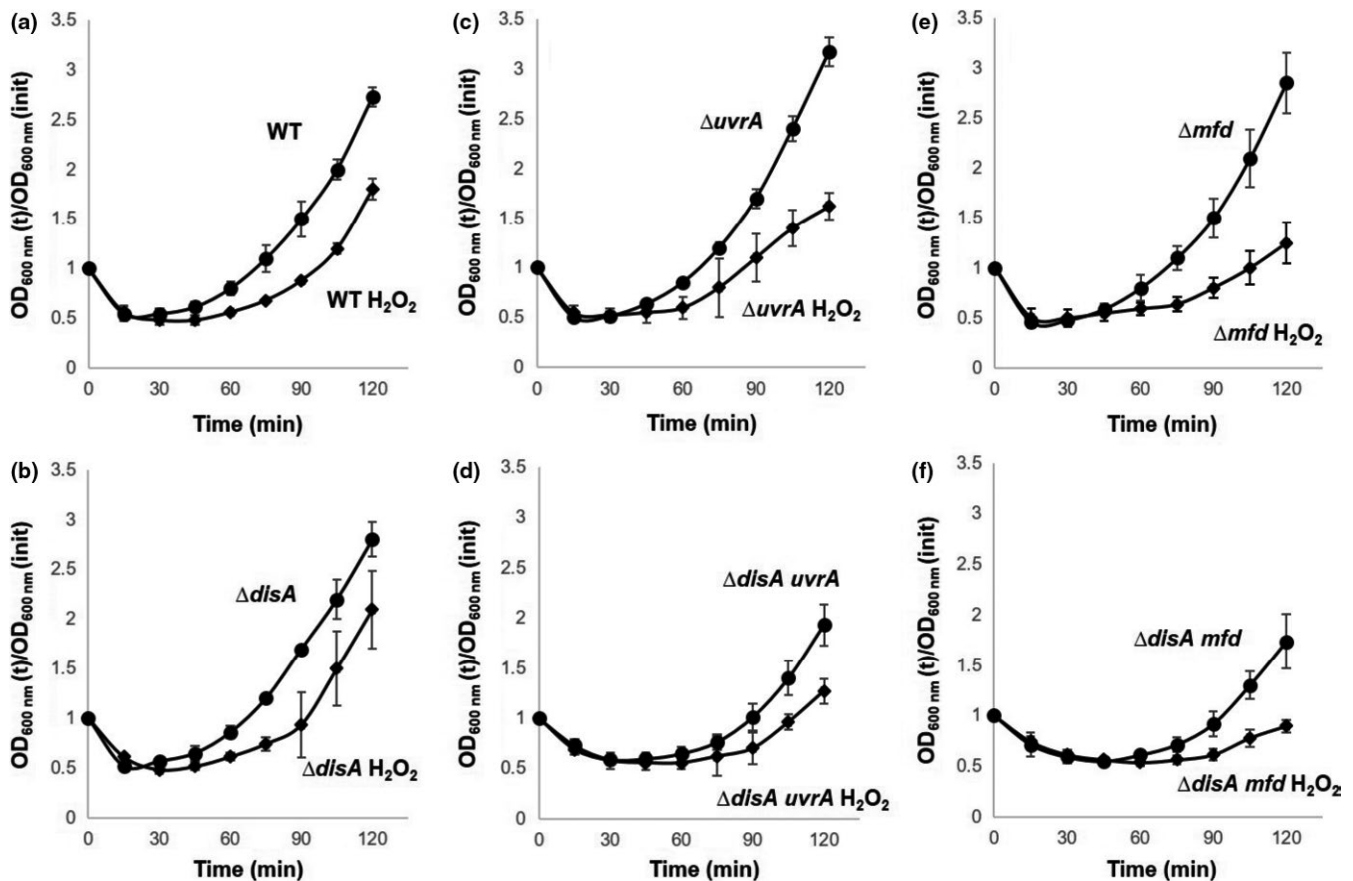 (a)
OD600 nm (t)/OD600 nm (init)
3.5
3
2.5
2
1.5
1
0.5
0
WT
WT H2O2
0 30 60 90 120
Time (min)
(c)
OD600 nm (t)/OD600 nm (init)
3.5
3
2.5
2
1.5
1
0.5
0
ΔuvrA
ΔuvrA H2O2
0 30 60 90 120
Time (min)
(e)
OD600 nm (t)/OD600 nm (init)
3.5
3
2.5
2
1.5
1
0.5
0
Δmfd
Δmfd H2O2
0 30 60 90 120
Time (min)
(b)
OD600 nm (t)/OD600 nm (init)
3.5
3
2.5
2
1.5
1
0.5
0
ΔdisA
ΔdisA H2O2
0 30 60 90 120
Time (min)
(d)
OD600 nm (t)/OD600 nm (init)
3.5
3
2.5
2
1.5
1
0.5
0
ΔdisA uvrA
ΔdisA uvrA H2O2
0 30 60 90 120
Time (min)
(f)
OD600 nm (t)/OD600 nm (init)
3.5
3
2.5
2
1.5
1
0.5
0
ΔdisA mfd
ΔdisA mfd H2O2
0 30 60 90 120
Time (min)